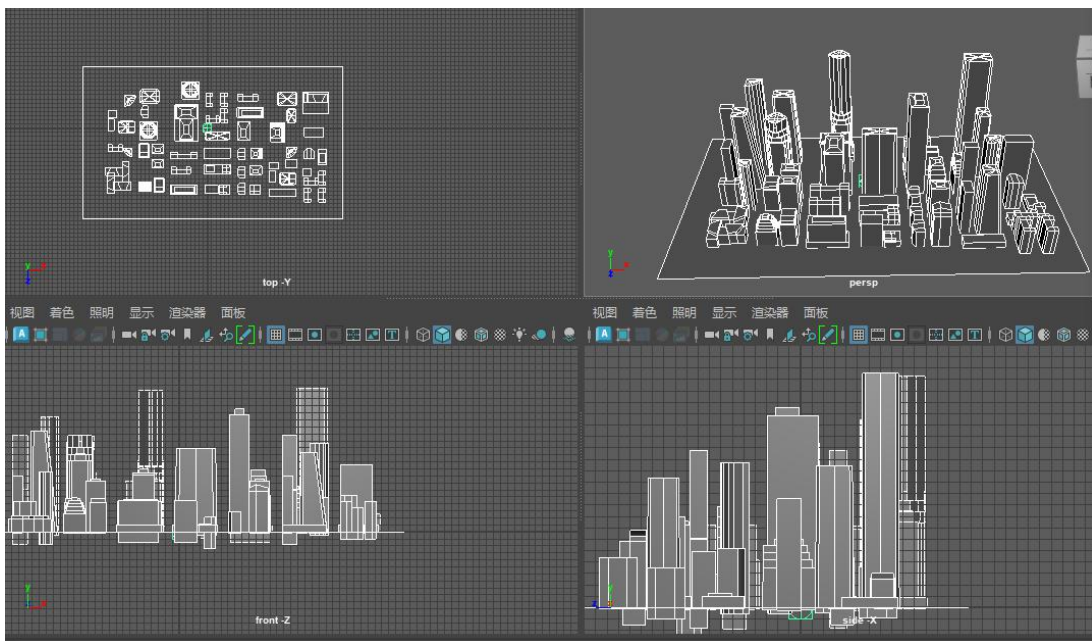 y x z
top -Y
y x z
persp
视图 着色 照明 显示 渲染器 面板
视图 着色 照明 显示 渲染器 面板
A T
A T
y z x
front -Z
y z
side -X